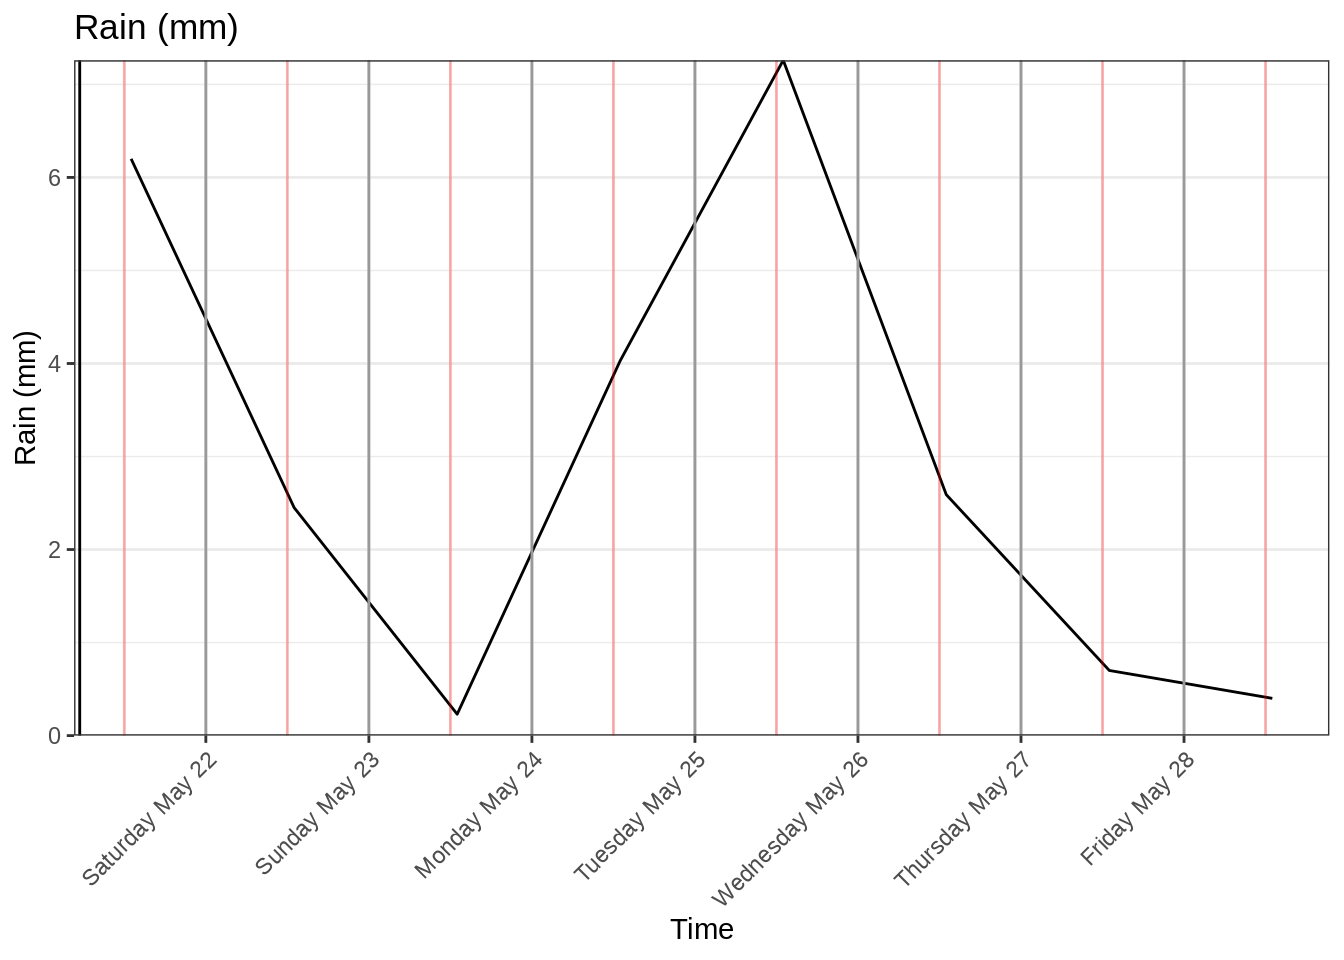 Rain (mm)
Rain (mm)
6
4
2
0
Saturday May 22
Sunday May 23
Monday May 24
Tuesday May 25
Wednesday May 26
Thursday May 27
Friday May 28
Time